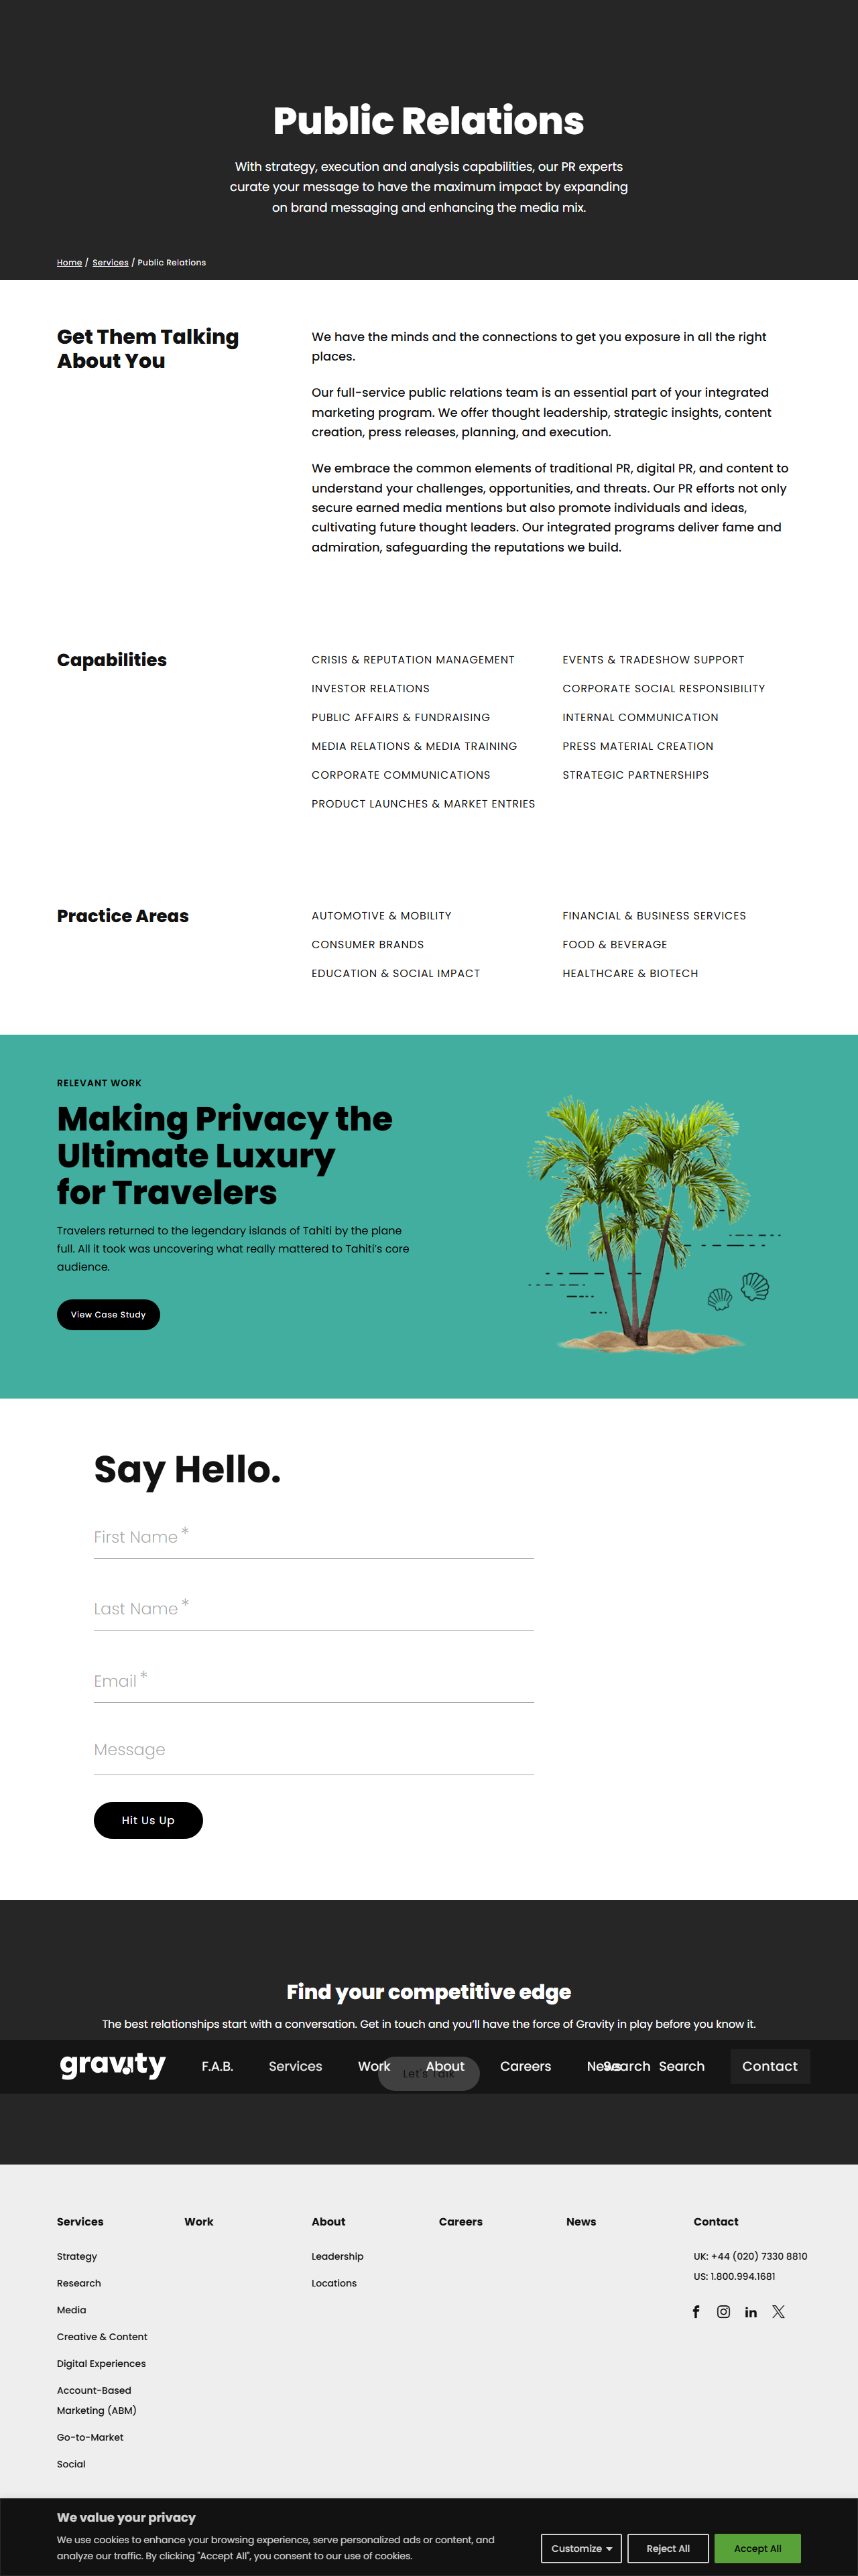 Public Relations
With strategy, execution and analysis capabilities, our PR experts
curate your message to have the maximum impact by expanding
on brand messaging and enhancing the media mix.
Home / Services / Public Relations
Get Them Talking
About You
We have the minds and the connections to get you exposure in all the right
places.
Our full-service public relations team is an essential part of your integrated
marketing program. We offer thought leadership, strategic insights, content
creation, press releases, planning, and execution.
We embrace the common elements of traditional PR, digital PR, and content to
understand your challenges, opportunities, and threats. Our PR efforts not only
secure earned media mentions but also promote individuals and ideas,
cultivating future thought leaders. Our integrated programs deliver fame and
admiration, safeguarding the reputations we build.
Capabilities
CRISIS & REPUTATION MANAGEMENT
INVESTOR RELATIONS
PUBLIC AFFAIRS & FUNDRAISING
MEDIA RELATIONS & MEDIA TRAINING
CORPORATE COMMUNICATIONS
PRODUCT LAUNCHES & MARKET ENTRIES
EVENTS & TRADESHOW SUPPORT
CORPORATE SOCIAL RESPONSIBILITY
INTERNAL COMMUNICATION
PRESS MATERIAL CREATION
STRATEGIC PARTNERSHIPS
Practice Areas
AUTOMOTIVE & MOBILITY
CONSUMER BRANDS
EDUCATION & SOCIAL IMPACT
FINANCIAL & BUSINESS SERVICES
FOOD & BEVERAGE
HEALTHCARE & BIOTECH
RELEVANT WORK
Making Privacy the
Ultimate Luxury
for Travelers
Travelers returned to the legendary islands of Tahiti by the plane
full. All it took was uncovering what really mattered to Tahiti's core
audience.
View Case Study
Say Hello.
First Name *
Last Name *
Email *
Message
Hit Us Up
Find your competitive edge
The best relationships start with a conversation. Get in touch and you'll have the force of Gravity in play before you know it.
gravity F.A.B. Services Work About Careers News Search Search Contact
Let's Talk
Services
Strategy
Research
Media
Creative & Content
Digital Experiences
Account-Based
Marketing (ABM)
Go-to-Market
Social
Work
About
Leadership
Locations
Careers
News
Contact
UK: +44 (020) 7330 8810
US: 1.800.994.1681
We value your privacy
We use cookies to enhance your browsing experience, serve personalized ads or content, and
analyze our traffic. By clicking "Accept All", you consent to our use of cookies.
Customize
Reject All
Accept All